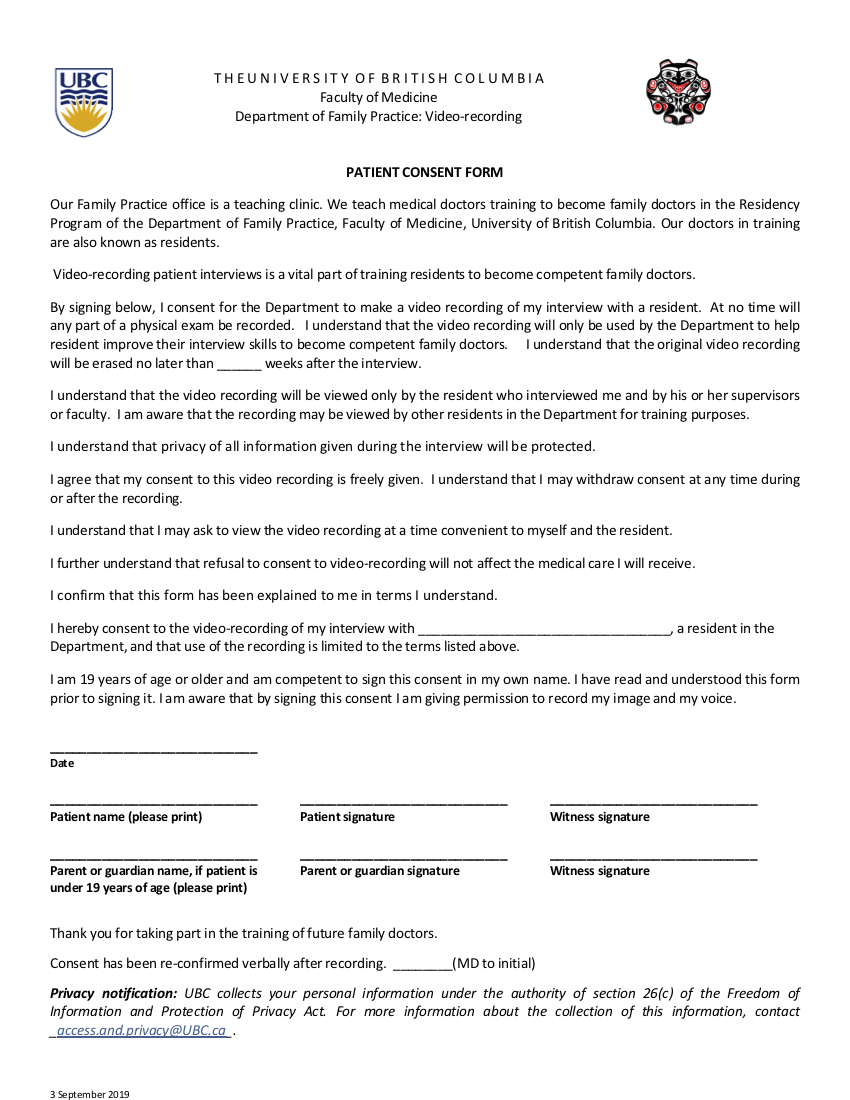 UBC
T H E U N I V E R S I T Y O F B R I T I S H C O L U M B I A
Faculty of Medicine
Department of Family Practice: Video-recording
PATIENT CONSENT FORM
Our Family Practice office is a teaching clinic. We teach medical doctors training to become family doctors in the Residency
Program of the Department of Family Practice, Faculty of Medicine, University of British Columbia. Our doctors in training
are also known as residents.
Video-recording patient interviews is a vital part of training residents to become competent family doctors.
By signing below, I consent for the Department to make a video recording of my interview with a resident. At no time will
any part of a physical exam be recorded. I understand that the video recording will only be used by the Department to help
resident improve their interview skills to become competent family doctors. I understand that the original video recording
will be erased no later than ______ weeks after the interview.
I understand that the video recording will be viewed only by the resident who interviewed me and by his or her supervisors
or faculty. I am aware that the recording may be viewed by other residents in the Department for training purposes.
I understand that privacy of all information given during the interview will be protected.
I agree that my consent to this video recording is freely given. I understand that I may withdraw consent at any time during
or after the recording.
I understand that I may ask to view the video recording at a time convenient to myself and the resident.
I further understand that refusal to consent to video-recording will not affect the medical care I will receive.
I confirm that this form has been explained to me in terms I understand.
I hereby consent to the video-recording of my interview with __________________________________, a resident in the
Department, and that use of the recording is limited to the terms listed above.
I am 19 years of age or older and am competent to sign this consent in my own name. I have read and understood this form
prior to signing it. I am aware that by signing this consent I am giving permission to record my image and my voice.
____________________________
Date
____________________________ ____________________________ ____________________________
Patient name (please print) Patient signature Witness signature
____________________________ ____________________________ ____________________________
Parent or guardian name, if patient is Parent or guardian signature Witness signature
under 19 years of age (please print)
Thank you for taking part in the training of future family doctors.
Consent has been re-confirmed verbally after recording. ________(MD to initial)
Privacy notification: UBC collects your personal information under the authority of section 26(c) of the Freedom of
Information and Protection of Privacy Act. For more information about the collection of this information, contact
_access.and.privacy@UBC.ca_.
3 September 2019